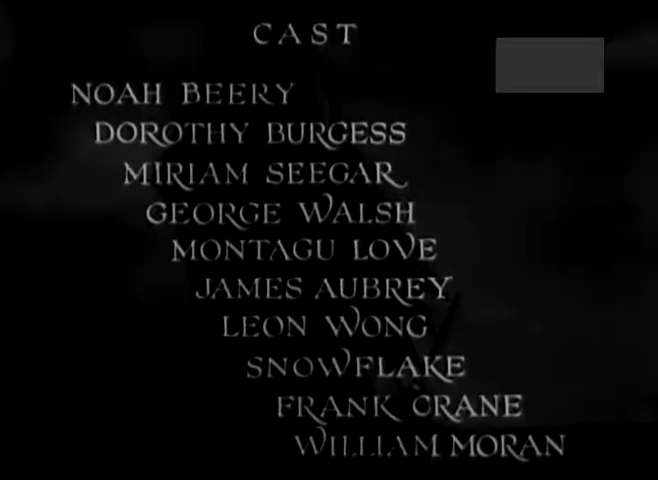 CAST
NOAH BEERY
DOROTHY BURGESS
MIRIAM SEEGAR
GEORGE WALSH
MONTAGU LOVE
JAMES AUBREY
LEON WONG
SNOWFLAKE
FRANK CRANE
WILLIAM MORAN